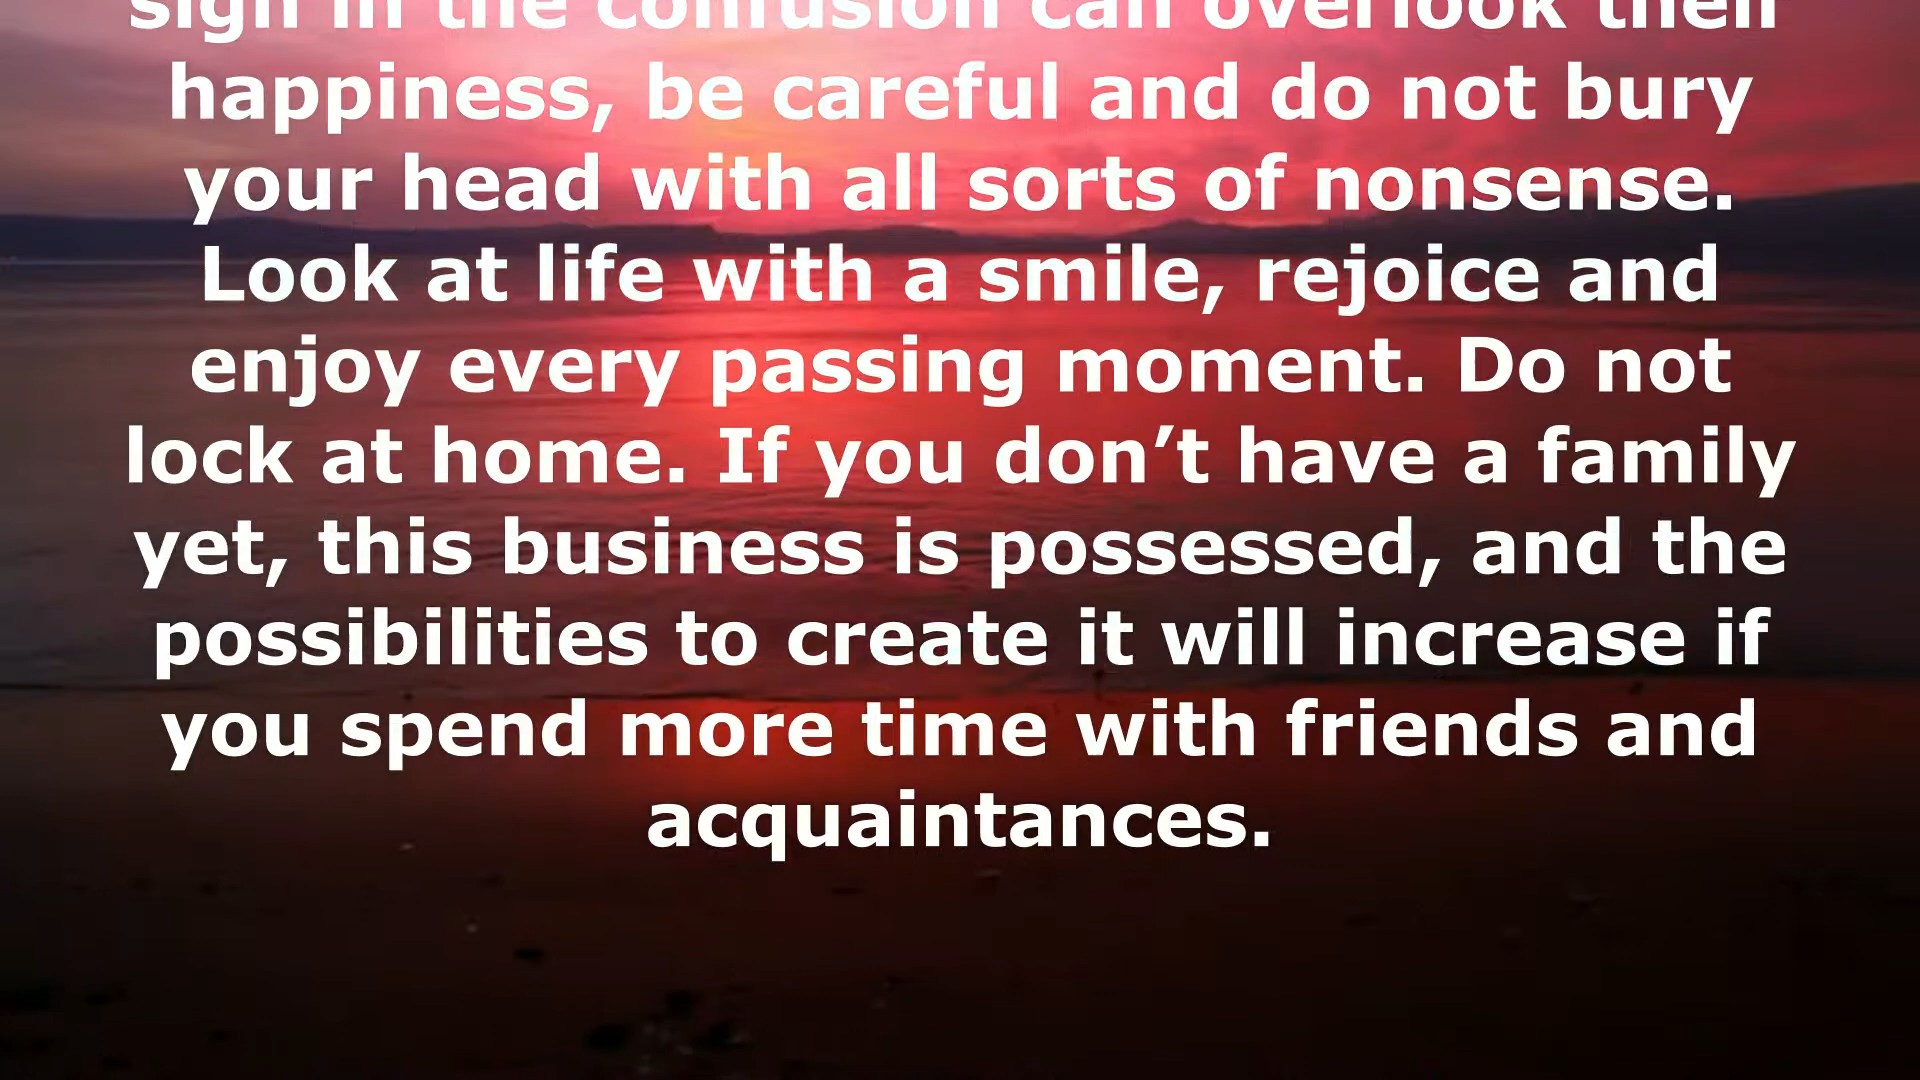 sign in the confusion can overlook their
happiness, be careful and do not bury
your head with all sorts of nonsense.
Look at life with a smile, rejoice and
enjoy every passing moment. Do not
lock at home. If you don’t have a family
yet, this business is possessed, and the
possibilities to create it will increase if
you spend more time with friends and
acquaintances.